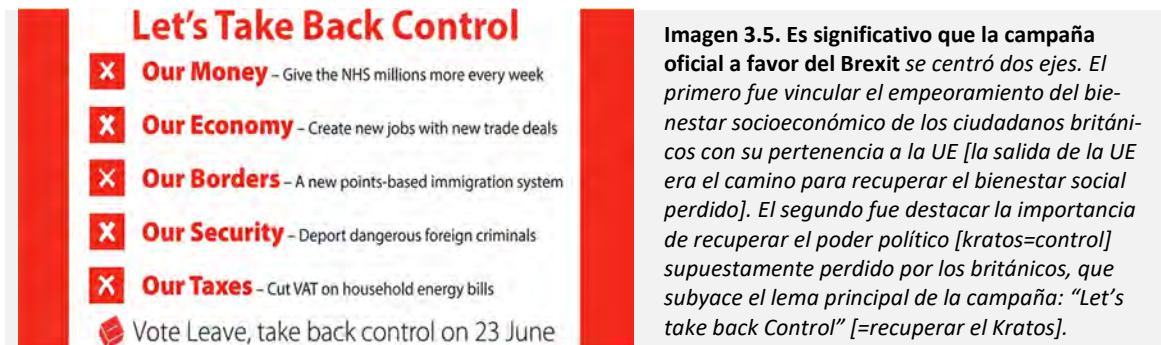 Let's Take Back Control
X Our Money – Give the NHS millions more every week
X Our Economy – Create new jobs with new trade deals
X Our Borders – A new points-based immigration system
X Our Security – Deport dangerous foreign criminals
X Our Taxes – Cut VAT on household energy bills
Vote Leave, take back control on 23 June
Imagen 3.5. Es significativo que la campaña
oficial a favor del Brexit se centró dos ejes. El
primero fue vincular el empeoramiento del bie-
nestar socioeconómico de los ciudadanos británi-
cos con su pertenencia a la UE [la salida de la UE
era el camino para recuperar el bienestar social
perdido]. El segundo fue destacar la importancia
de recuperar el poder político [kratos=control]
supuestamente perdido por los británicos, que
subyace el lema principal de la campaña: “Let’s
take back Control” [=recuperar el Kratos].